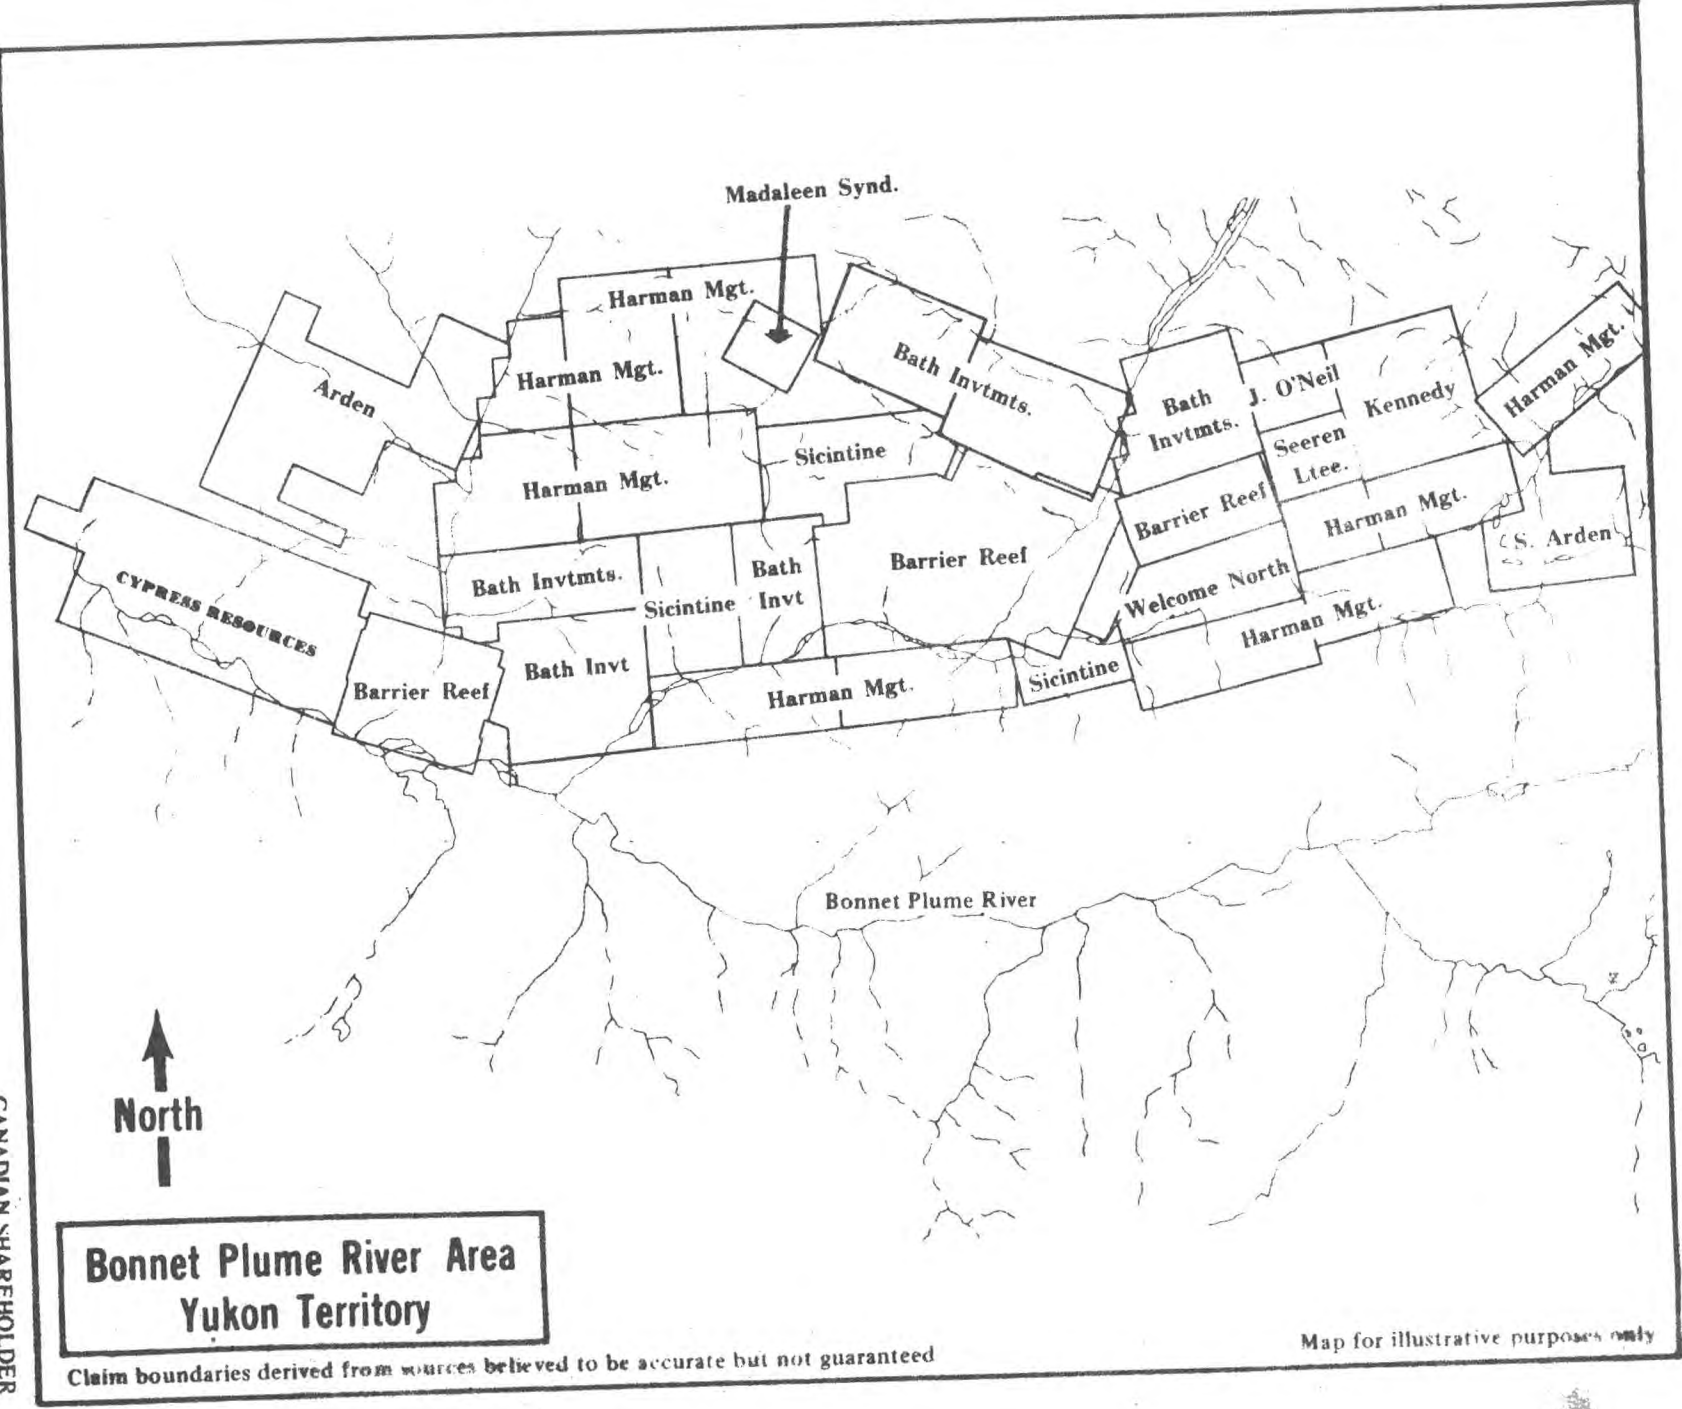 Madaleen Synd.
Harman Mgt.
Harman Mgt.
Arden
Bath Invtmts.
Harman Mgt.
Bath
Invtmts.
J. O'Neil
Kennedy
Seeren
Ltee.
Sicintine
Harman Mgt.
Barrier Reef
Harman Mgt.
S. Arden
Barrier Reef
Bath Invtmts.
Sicintine
Bath
Invt
Welcome North
Harman Mgt.
CYPRESS RESOURCES
Barrier Reef
Bath Invt
Harman Mgt.
Sicintine
Bonnet Plume River
North
Bonnet Plume River Area
Yukon Territory
Claim boundaries derived from sources believed to be accurate but not guaranteed
Map for illustrative purposes only
CANADIAN SHAREHOLDER